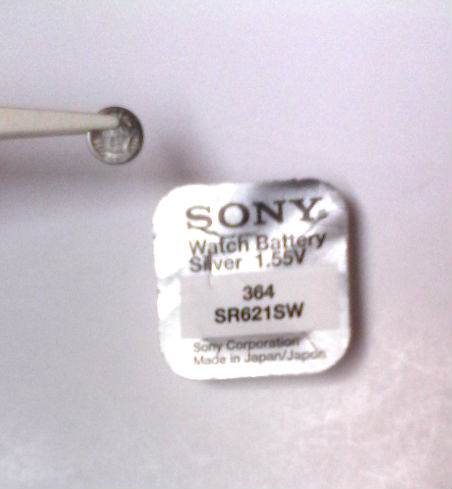 SONY
Watch Battery
Silver 1.55V
364
SR621SW
Sony Corporation
Made in Japan/Japon